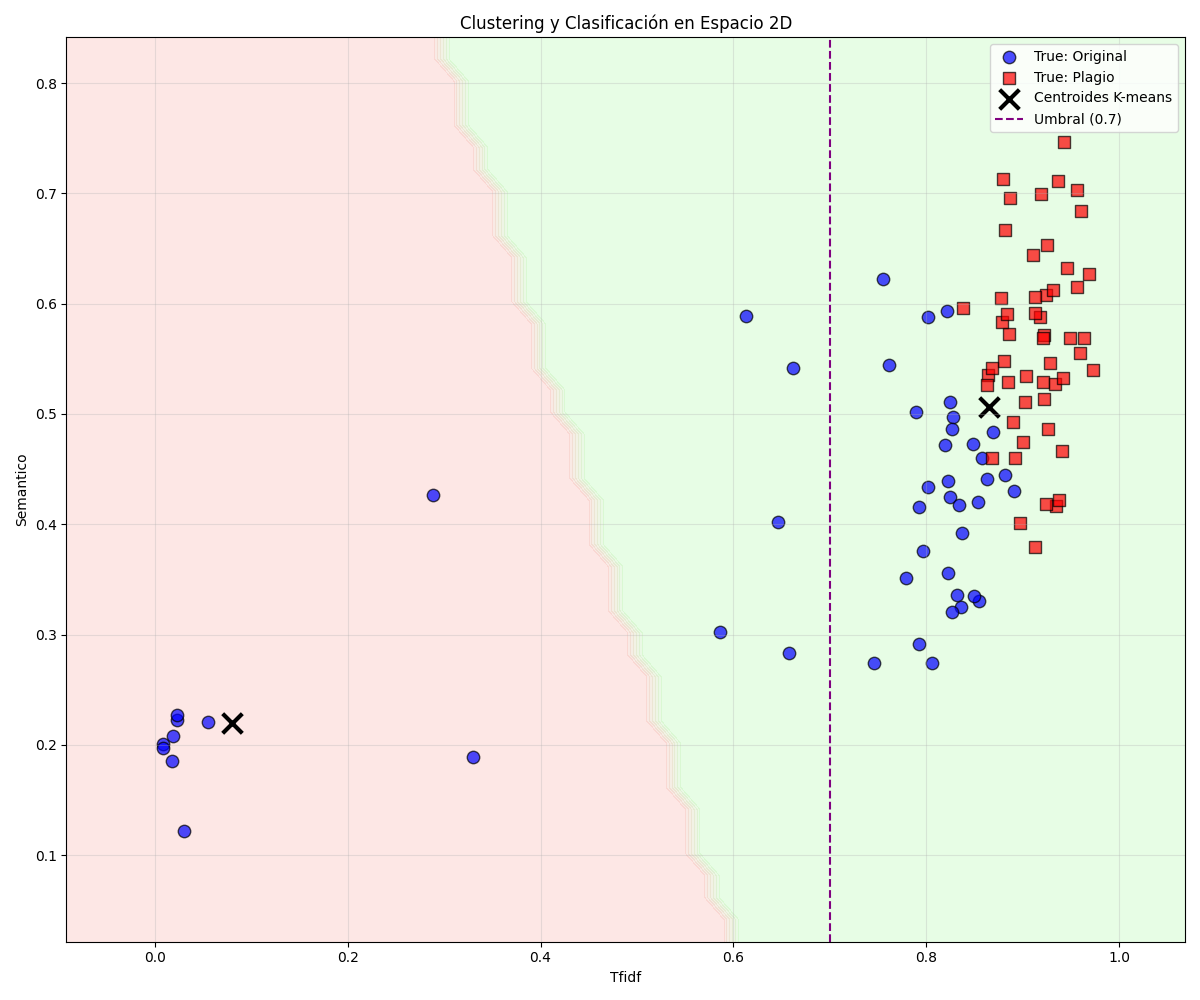 Clustering y Clasificación en Espacio 2D
True: Original
True: Plagio
Centroides K-means
Umbral (0.7)
Semantico
0.8
0.7
0.6
0.5
0.4
0.3
0.2
0.1
0.0
0.2
0.4
0.6
0.8
1.0
Tfidf